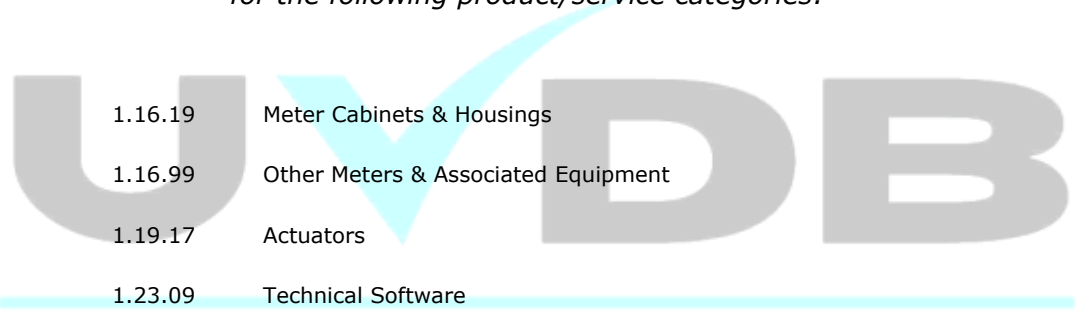 for the following product/service categories:
1.16.19 Meter Cabinets & Housings
1.16.99 Other Meters & Associated Equipment
1.19.17 Actuators
1.23.09 Technical Software
UVDB